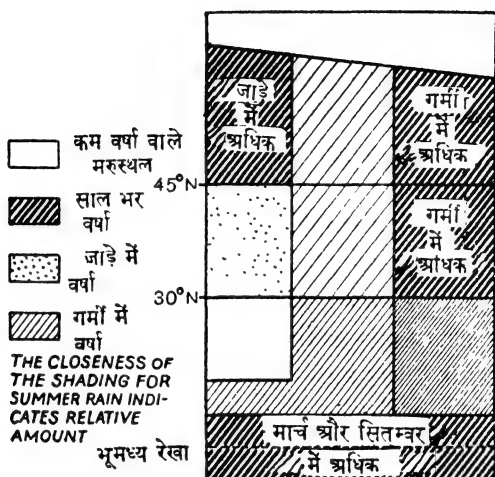 जाड़े
में
अधिक
गर्मी
में
अधिक
कम वर्षा वाले
मरुस्थल
साल भर
वर्षा
45°N
गर्मी
में
अधिक
जाड़े में
वर्षा
30°N
गर्मी में
वर्षा
THE CLOSENESS OF
THE SHADING FOR
SUMMER RAIN INDI-
CATES RELATIVE
AMOUNT
भूमध्य रेखा
मार्च और सितम्बर
में अधिक